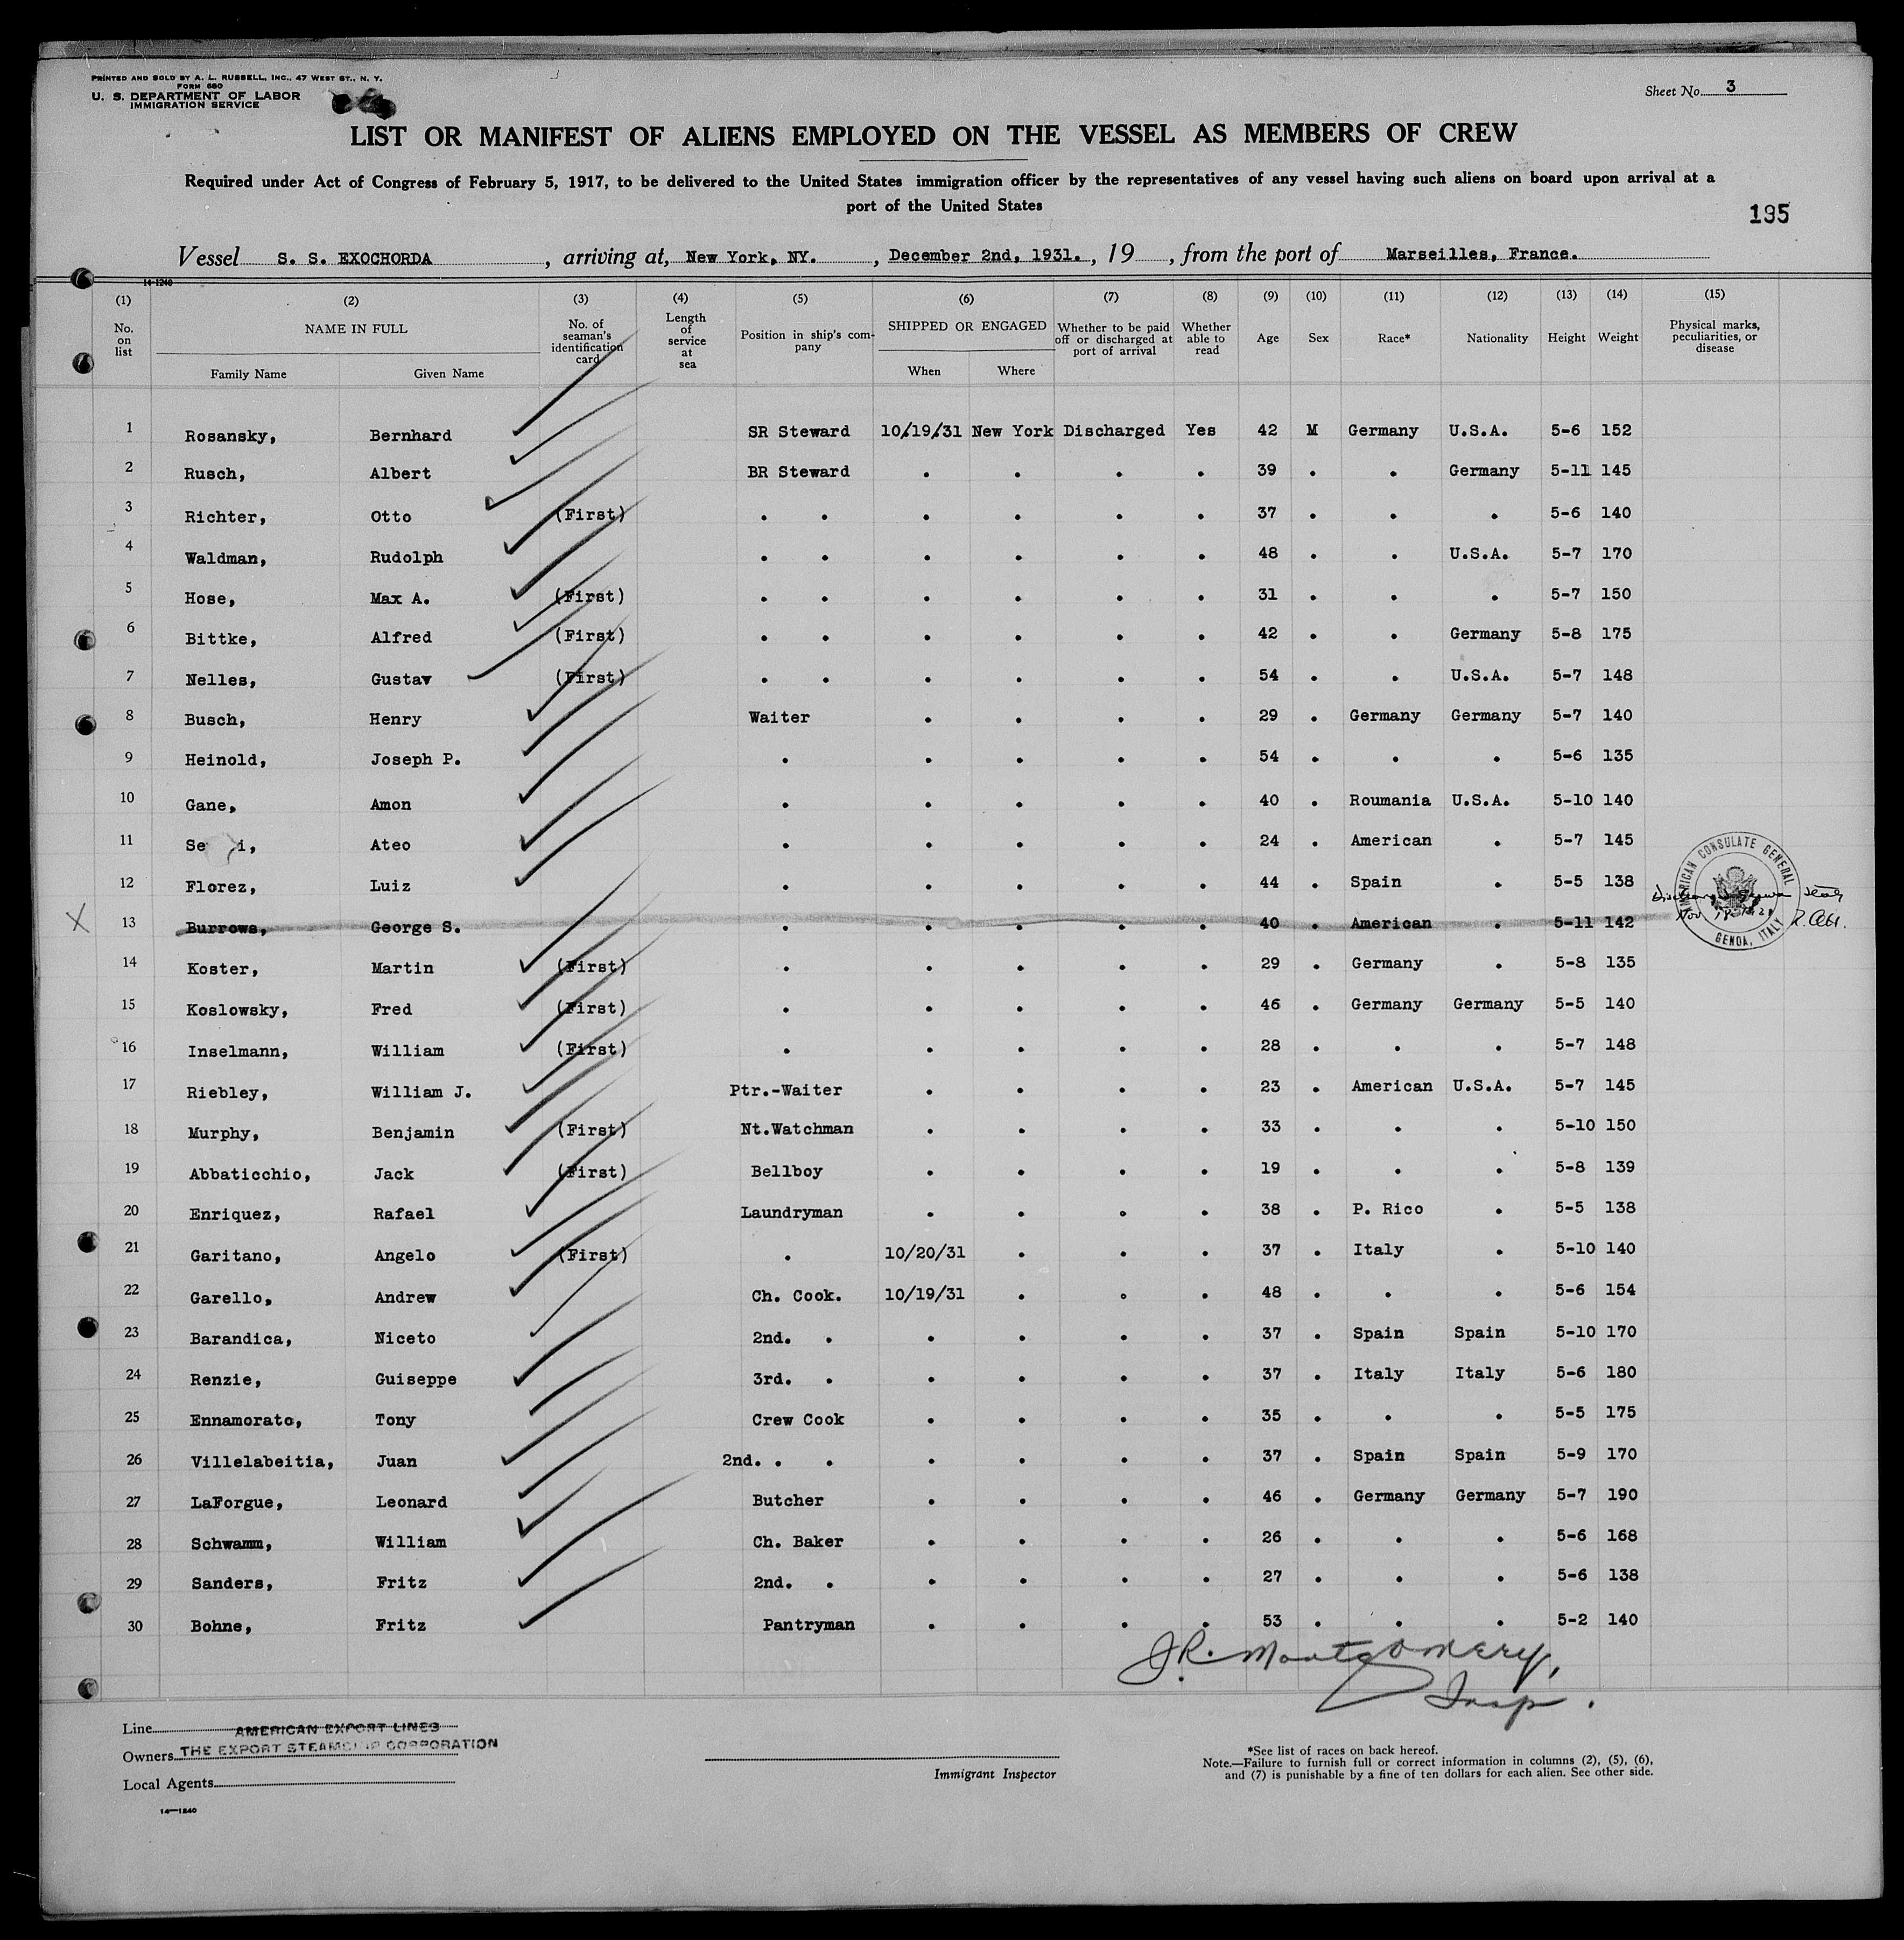 PRINTED AND SOLD BY A. L. RUSSELL, INC., 47 WEST ST., N. Y.
FORM 680
U. S. DEPARTMENT OF LABOR
IMMIGRATION SERVICE
Sheet No. 3
LIST OR MANIFEST OF ALIENS EMPLOYED ON THE VESSEL AS MEMBERS OF CREW
Required under Act of Congress of February 5, 1917, to be delivered to the United States immigration officer by the representatives of any vessel having such aliens on board upon arrival at a
port of the United States
195
Vessel S. S. EXOCHORDA, arriving at, New York, NY., December 2nd, 1931., 19, from the port of Marseilles, France.
14-1240
(1) (2) (3) (4) (5) (6) (7) (8) (9) (10) (11) (12) (13) (14) (15)
No. on list NAME IN FULL No. of seaman's identification card Length of service at sea Position in ship's company SHIPPED OR ENGAGED Whether to be paid off or discharged at port of arrival Whether able to read Age Sex Race* Nationality Height Weight Physical marks, peculiarities, or disease
Family Name Given Name When Where
1 Rosansky, Bernhard SR Steward 10/19/31 New York Discharged Yes 42 M Germany U.S.A. 5-6 152
2 Rusch, Albert BR Steward . . . . 39 . . Germany 5-11 145
3 Richter, Otto (First) . . . . . . 37 . . . 5-6 140
4 Waldman, Rudolph . . . . . . 48 . . U.S.A. 5-7 170
5 Hose, Max A. (First) . . . . . . 31 . . . 5-7 150
6 Bittke, Alfred (First) . . . . . . 42 . . Germany 5-8 175
7 Nelles, Gustav (First) . . . . . . 54 . . U.S.A. 5-7 148
8 Busch, Henry Waiter . . . . 29 . Germany Germany 5-7 140
9 Heinold, Joseph P. . . . . . 54 . . . 5-6 135
10 Gane, Amon . . . . . 40 . Roumania U.S.A. 5-10 140
11 Ateo . . . . . 24 . American . 5-7 145
12 Florez, Luiz . . . . . 44 . Spain . 5-5 138
X 13 Burrows, George S. . . . . . 40 . American . 5-11 142
AMERICAN CONSULATE GENERAL
GENOA, ITALY
14 Koster, Martin (First) . . . . . 29 . Germany . 5-8 135
15 Koslowsky, Fred (First) . . . . . 46 . Germany Germany 5-5 140
16 Inselmann, William (First) . . . . . 28 . . . 5-7 148
17 Riebley, William J. Ptr.-Waiter . . . . 23 . American U.S.A. 5-7 145
18 Murphy, Benjamin (First) Nt.Watchman . . . . 33 . . . 5-10 150
19 Abbaticchio, Jack (First) Bellboy . . . . 19 . . . 5-8 139
20 Enriquez, Rafael Laundryman . . . . 38 . P. Rico . 5-5 138
21 Garitano, Angelo (First) . 10/20/31 . . . 37 . Italy . 5-10 140
22 Garello, Andrew Ch. Cook. 10/19/31 . . . 48 . . . 5-6 154
23 Barandica, Niceto 2nd. . . . . . 37 . Spain Spain 5-10 170
24 Renzie, Guiseppe 3rd. . . . . . 37 . Italy Italy 5-6 180
25 Ennamorato, Tony Crew Cook . . . . 35 . . . 5-5 175
26 Villelabeitia, Juan 2nd. . . . . . . 37 . Spain Spain 5-9 170
27 LaForgue, Leonard Butcher . . . . 46 . Germany Germany 5-7 190
28 Schwamm, William Ch. Baker . . . . 26 . . . 5-6 168
29 Sanders, Fritz 2nd. . . . . . 27 . . . 5-6 138
30 Bohne, Fritz Pantryman . . . . 53 . . . 5-2 140
J.R. Montgomery,
Insp.
Line AMERICAN EXPORT LINES
Owners THE EXPORT STEAMSHIP CORPORATION
Local Agents
14-1240
Immigrant Inspector
*See list of races on back hereof.
Note.—Failure to furnish full or correct information in columns (2), (5), (6),
and (7) is punishable by a fine of ten dollars for each alien. See other side.